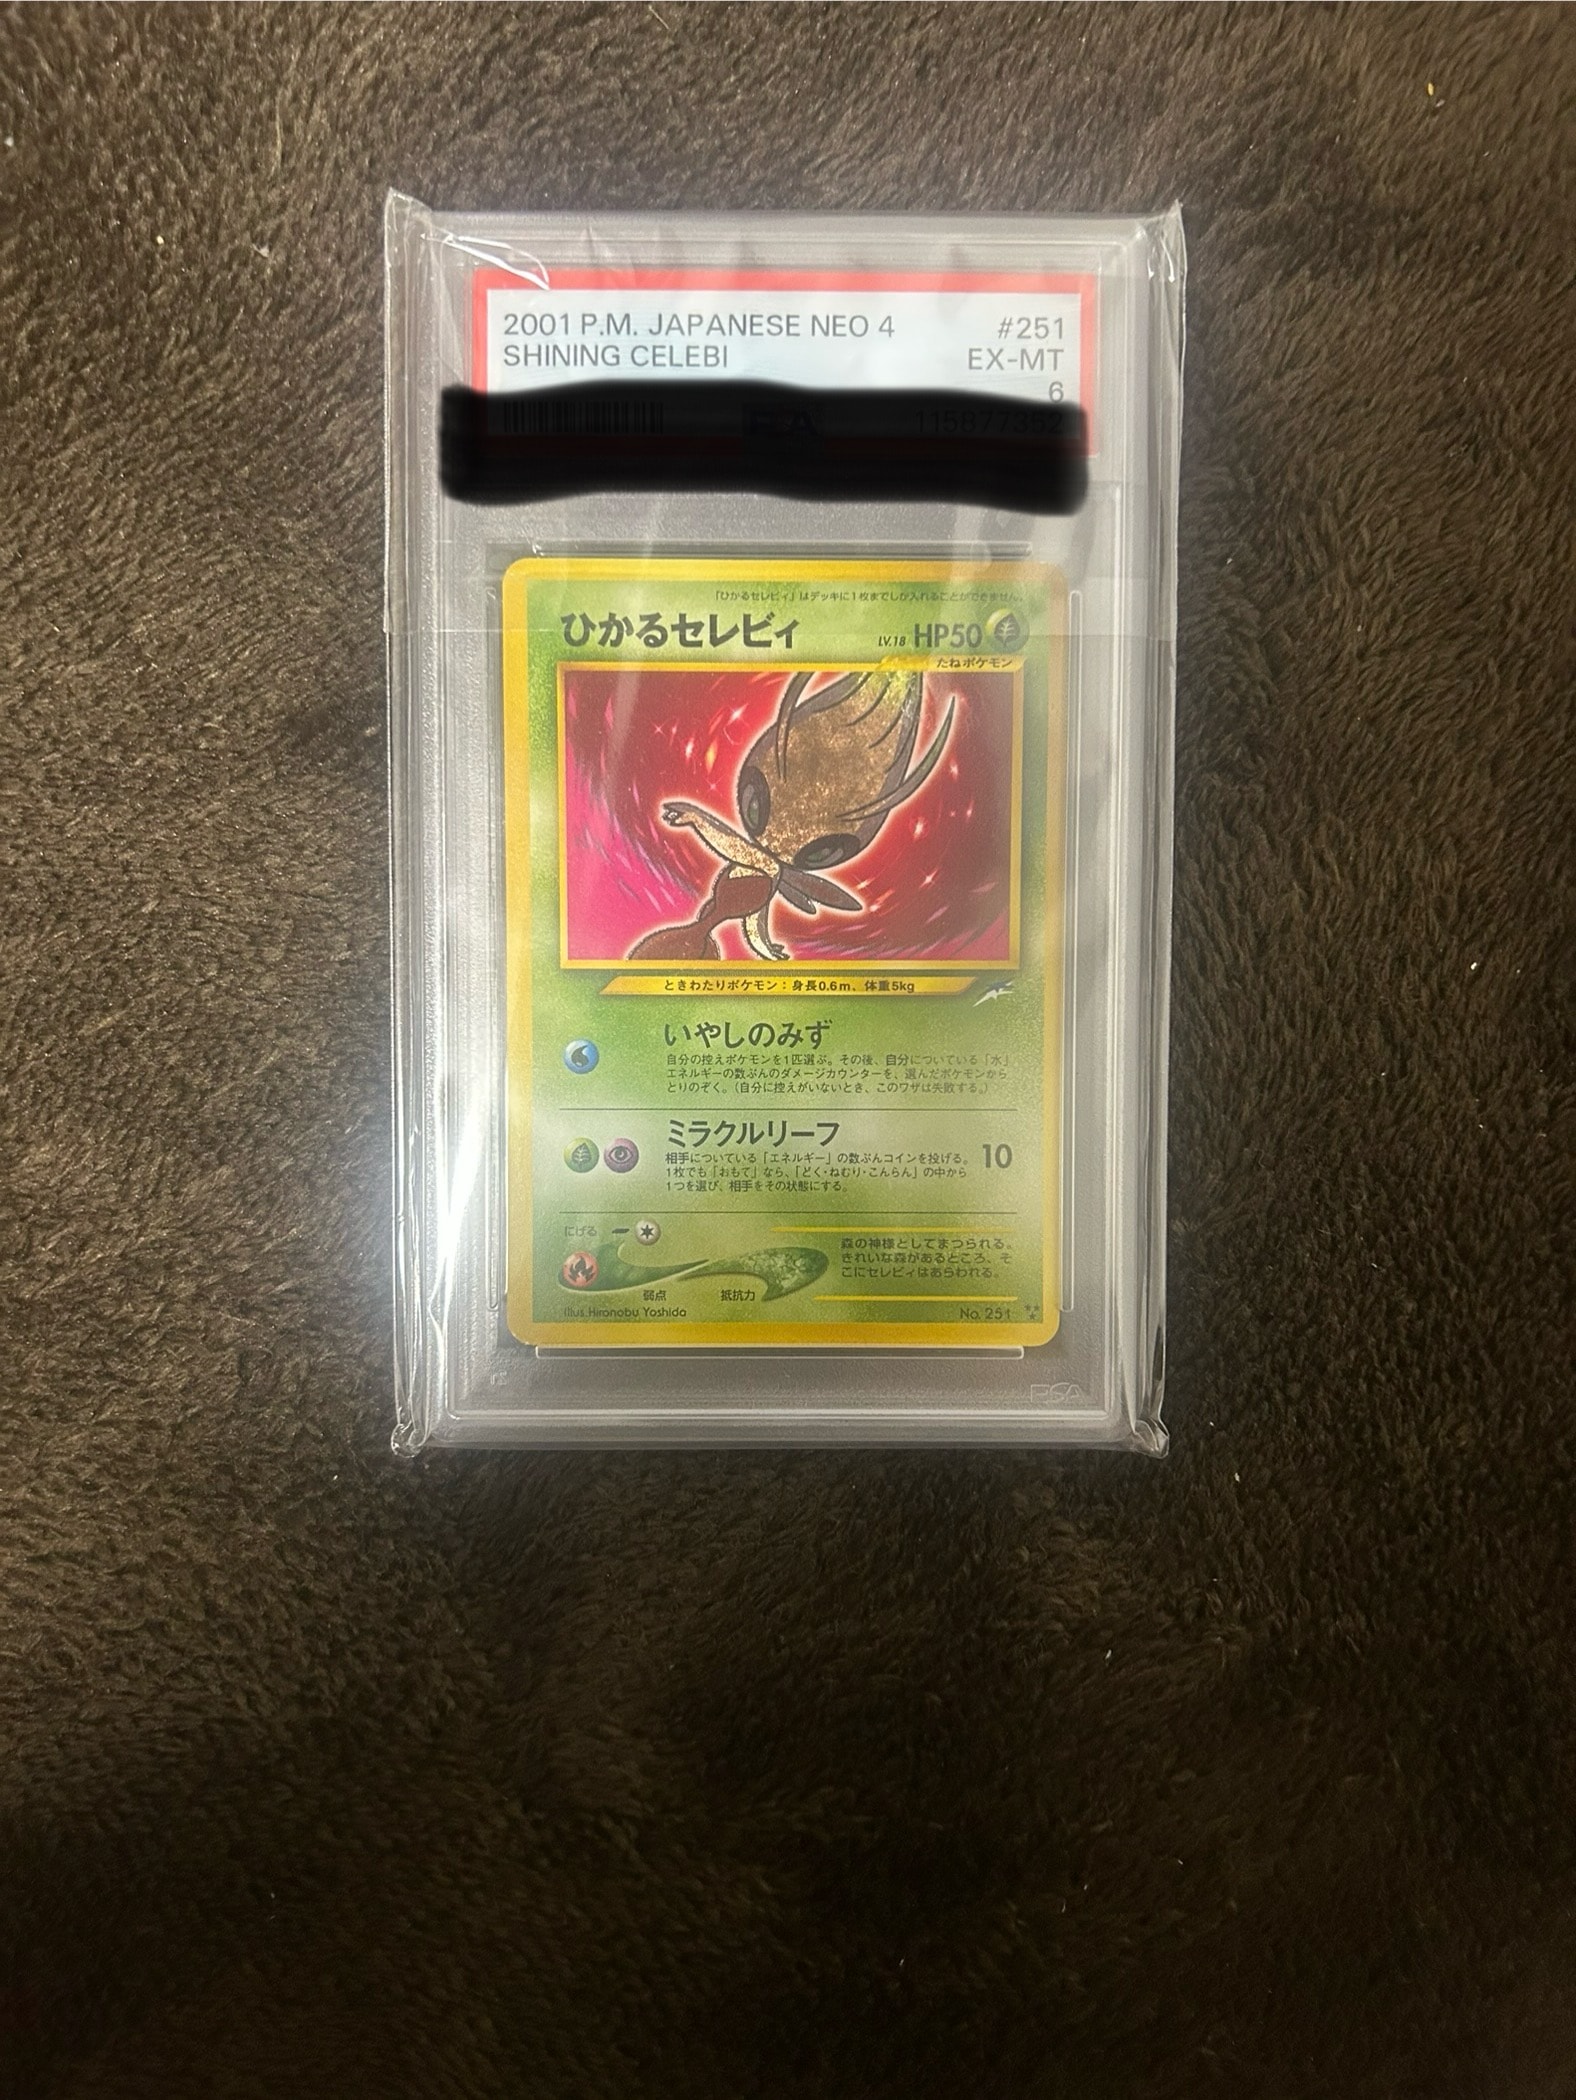 2001 P.M. JAPANESE NEO 4 #251
SHINING CELEBI EX-MT
6
115877352
「ひかるセレビィ」はデッキに1枚までしか入れることができません。
ひかるセレビィ LV.18 HP50
たねポケモン
ときわたりポケモン：身長0.6m、体重5kg
いやしのみず
自分の控えポケモンを1匹選ぶ。その後、自分についている「水」
エネルギーの数ぶんのダメージカウンターを、選んだポケモンから
とりのぞく。(自分に控えがいないとき、このワザは失敗する。)
ミラクルリーフ 10
相手についている「エネルギー」の数ぶんコインを投げる。
1枚でも「おもて」なら、「どく・ねむり・こんらん」の中から
1つを選び、相手をその状態にする。
にげる
森の神様としてまつられる。
きれいな森があるところ、そ
こにセレビィはあらわれる。
弱点 抵抗力
Illus. Hironobu Yoshida No. 251
PSA